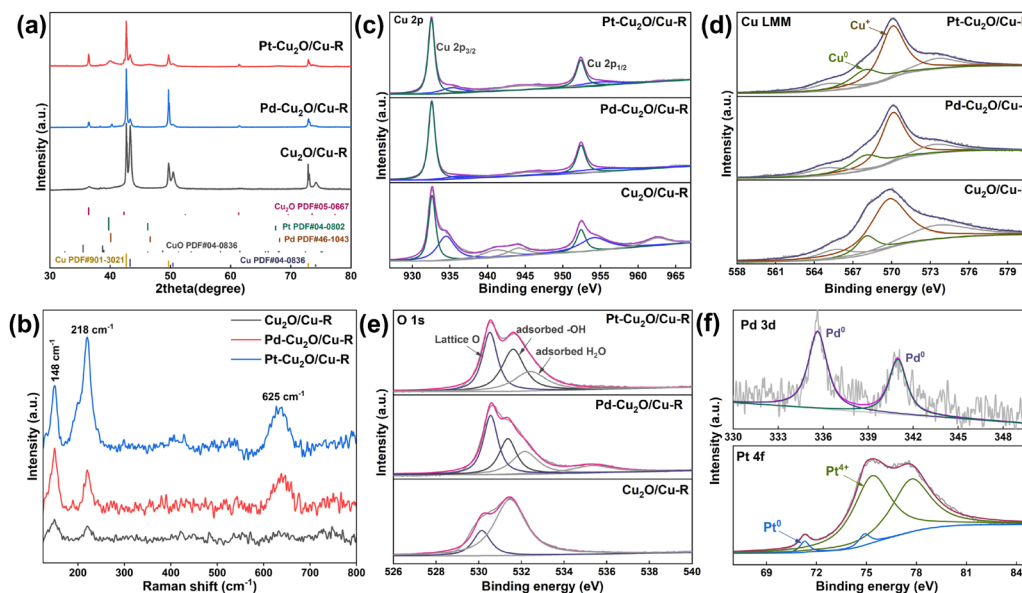 (a)
Pt-Cu₂O/Cu-R
Pd-Cu₂O/Cu-R
Cu₂O/Cu-R
Cu₂O PDF#05-0667
Pt PDF#04-0802
Pd PDF#46-1043
CuO PDF#04-0836
Cu PDF#901-3021
Cu PDF#04-0836
30 40 50 60 70 80
2theta(degree)
Intensity (a.u.)
(b)
148 cm⁻¹
218 cm⁻¹
625 cm⁻¹
Cu₂O/Cu-R
Pd-Cu₂O/Cu-R
Pt-Cu₂O/Cu-R
200 300 400 500 600 700 800
Raman shift (cm⁻¹)
Intensity (a.u.)
(c)
Cu 2p
Pt-Cu₂O/Cu-R
Cu 2p₃/₂
Cu 2p₁/₂
Pd-Cu₂O/Cu-R
Cu₂O/Cu-R
930 935 940 945 950 955 960 965
Binding energy (eV)
Intensity (a.u.)
(d)
Cu LMM
Pt-Cu₂O/Cu-
Cu⁺
Cu⁰
Pd-Cu₂O/Cu-
Cu₂O/Cu-
558 561 564 567 570 573 576 579
Binding energy (eV)
Intensity (a.u.)
(e)
O 1s
Pt-Cu₂O/Cu-R
Lattice O
adsorbed -OH
adsorbed H₂O
Pd-Cu₂O/Cu-R
Cu₂O/Cu-R
526 528 530 532 534 536 538 540
Binding energy (eV)
Intensity (a.u.)
(f)
Pd 3d
Pd⁰
Pd⁰
330 333 336 339 342 345 348
Pt 4f
Pt⁴⁺
Pt⁰
69 72 75 78 81 84
Binding energy (eV)
Intensity (a.u.)